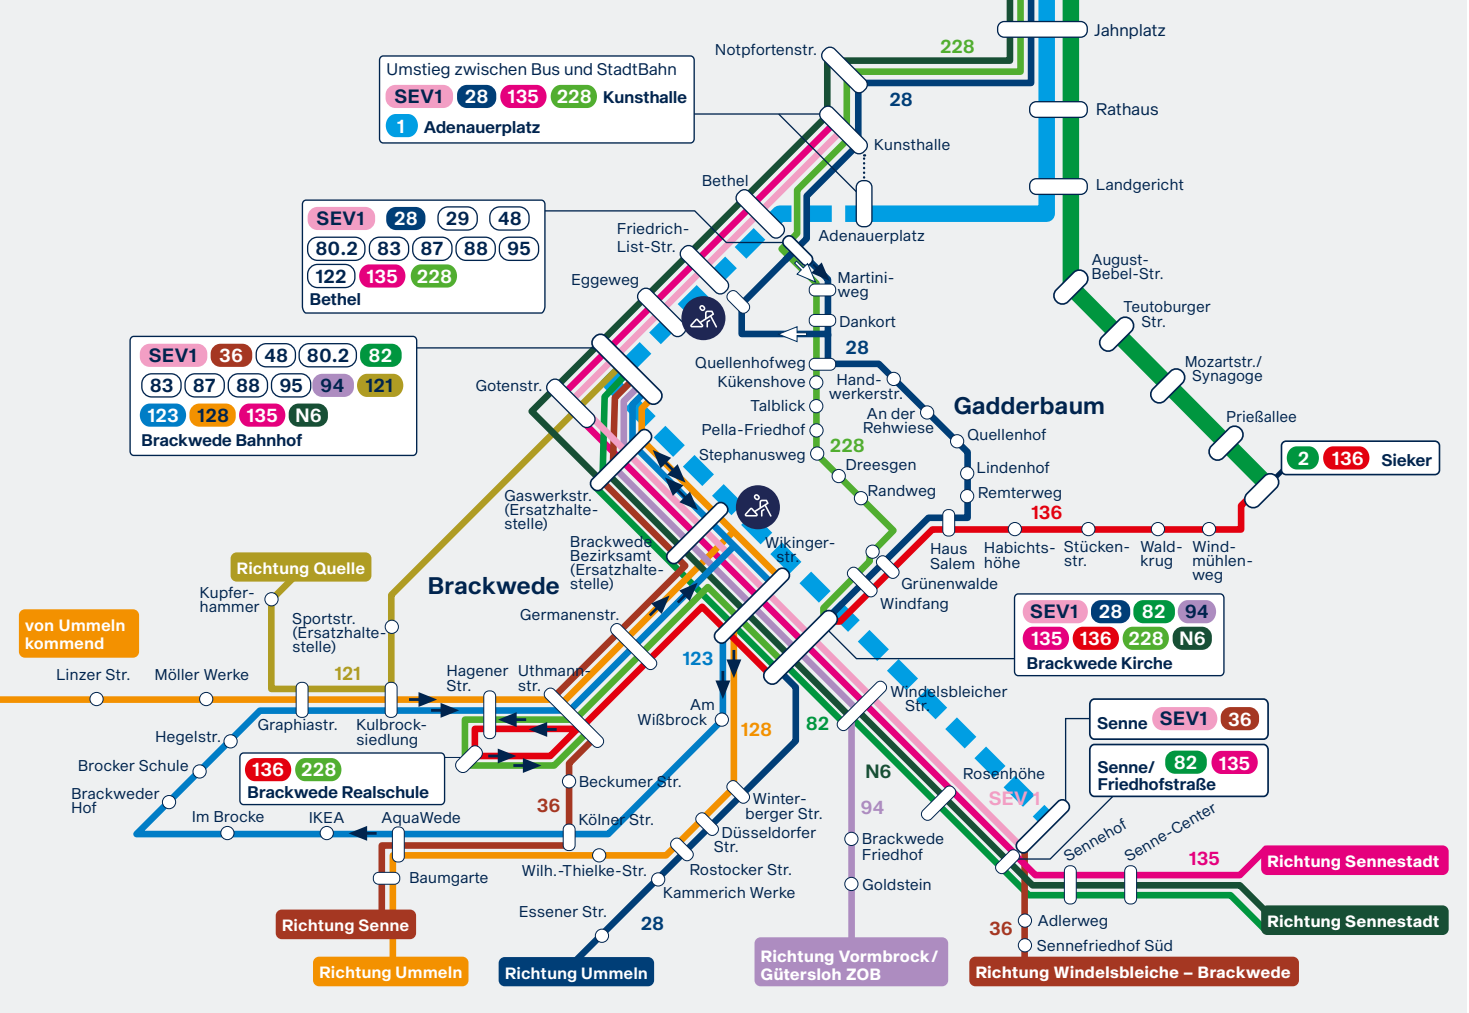 Jahnplatz
Notpfortenstr.
228
Umstieg zwischen Bus und StadtBahn
SEV1 28 135 228 Kunsthalle
1 Adenauerplatz
28
Rathaus
Kunsthalle
Bethel
Landgericht
SEV1 28 29 48
80.2 83 87 88 95
122 135 228
Bethel
Friedrich-
List-Str.
Adenauerplatz
Eggeweg
Martini-
weg
August-
Bebel-Str.
Teutoburger
Str.
Dankort
SEV1 36 48 80.2 82
83 87 88 95 94 121
123 128 135 N6
Brackwede Bahnhof
28
Gotenstr.
Quellenhofweg
Kükenshove
Talblick
Pella-Friedhof
Stephanusweg
Hand-
werkerstr.
An der
Rehwiese
Gadderbaum
Mozartstr./
Synagoge
Prießallee
Quellenhof
228
Dreesgen
Randweg
Lindenhof
Remterweg
2 136 Sieker
136
Gaswerkstr.
(Ersatzhalte-
stelle)
Brackwede
Bezirksamt
(Ersatzhalte-
stelle)
Wikinger-
str.
Haus
Salem
Habichts-
höhe
Stücken-
str.
Wald-
krug
Wind-
mühlen-
weg
Grünenwalde
Windfang
Richtung Quelle
Kupfer-
hammer
Brackwede
Germanenstr.
von Ummeln
kommend
Sportstr.
(Ersatzhalte-
stelle)
SEV1 28 82 94
135 136 228 N6
Brackwede Kirche
Linzer Str.
Möller Werke
121
Hagener
Str.
Uthmann-
str.
123
Graphiastr.
Kulbrock-
siedlung
Am
Wißbrock
128
82
Windelsbleicher
Str.
Senne SEV1 36
Hegelstr.
Brocker Schule
Brackweder
Hof
136 228
Brackwede Realschule
Beckumer Str.
N6
Senne/ 82 135
Friedhofstraße
Rosenhöhe
SEV 1
36
94
Im Brocke
IKEA
AquaWede
Kölner Str.
Winter-
berger Str.
Düsseldorfer
Str.
Brackwede
Friedhof
Sennehof
Senne-Center
135
Richtung Sennestadt
Baumgarte
Wilh.-Thielke-Str.
Rostocker Str.
Kammerich Werke
Goldstein
Richtung Senne
Essener Str.
28
36
Adlerweg
Richtung Sennestadt
Sennefriedhof Süd
Richtung Ummeln
Richtung Ummeln
Richtung Vormbrock/
Gütersloh ZOB
Richtung Windelsbleiche – Brackwede